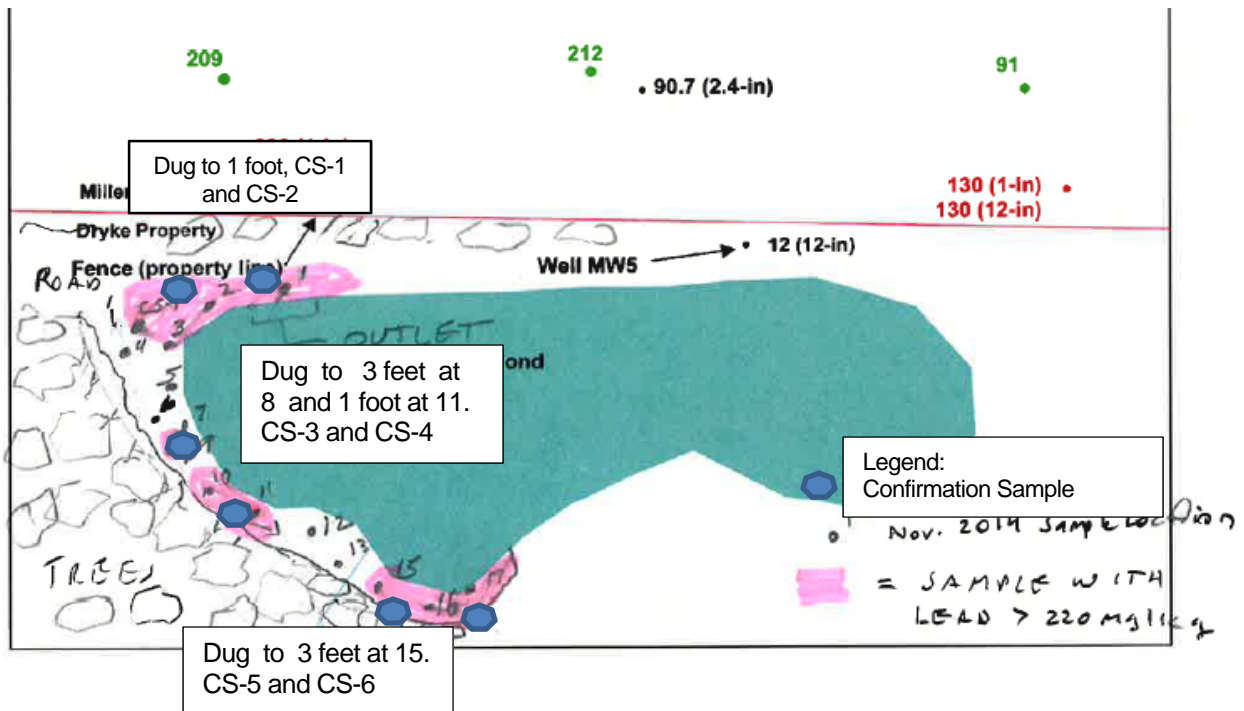 209
212
91
90.7 (2.4-in)
Dug to 1 foot, CS-1
and CS-2
130 (1-in)
130 (12-in)
Dryke Property
12 (12-in)
Well MW5
Fence (property line)
ROAD
1
2
1
CS-1
3
4
OUTLET
ond
5
Dug to 3 feet at
8 and 1 foot at 11.
CS-3 and CS-4
7
10
11
12
13
15
16
17
TREES
Legend:
Confirmation Sample
Nov. 2014 SAMPLE LOCATION
= SAMPLE WITH
LEAD > 220 mg/kg
Dug to 3 feet at 15.
CS-5 and CS-6